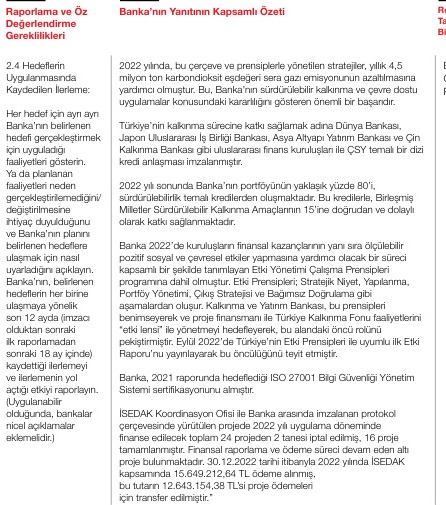 Raporlama ve Öz
Değerlendirme
Gereklilikleri
2.4 Hedeflerin
Uygulanmasında
Kaydedilen İlerleme:
Her hedef için ayrı ayrı
Banka'nın belirlenen
hedefi gerçekleştirmek
için uyguladığı
faaliyetleri gösterin.
Ya da planlanan
faaliyetleri neden
gerçekleştirilemediğini/
değiştirilmesine
ihtiyaç duyulduğunu
ve Banka'nın planını
belirlenen hedeflere
ulaşmak için nasıl
uyarladığını açıklayın.
Banka'nın, belirlenen
hedeflerin her birine
ulaşmaya yönelik
son 12 ayda (imzacı
olduktan sonraki
ilk raporlamadan
sonraki 18 ay içinde)
kaydettiği ilerlemeyi
ve ilerlemenin yol
açtığı etkiyi raporlayın.
(Uygulanabilir
olduğunda, bankalar
nicel açıklamalar
eklemelidir.)
Banka'nın Yanıtının Kapsamlı Özeti
2022 yılında, bu çerçeve ve prensiplerle yönetilen stratejiler, yıllık 4,5
milyon ton karbondioksit eşdeğeri sera gazı emisyonunun azaltılmasına
yardımcı olmuştur. Bu, Banka'nın sürdürülebilir kalkınma ve çevre dostu
uygulamalar konusundaki kararlılığını gösteren önemli bir başarıdır.
Türkiye'nin kalkınma sürecine katkı sağlamak adına Dünya Bankası,
Japon Uluslararası İş Birliği Bankası, Asya Altyapı Yatırım Bankası ve Çin
Kalkınma Bankası gibi uluslararası finans kuruluşları ile ÇSY temalı bir dizi
kredi anlaşması imzalanmıştır.
2022 yılı sonunda Banka'nın portföyünün yaklaşık yüzde 80'i,
sürdürülebilirlik temalı kredilerden oluşmaktadır. Bu kredilerle, Birleşmiş
Milletler Sürdürülebilir Kalkınma Amaçlarının 15'ine doğrudan ve dolaylı
olarak katkı sağlanmaktadır.
Banka 2022'de kuruluşların finansal kazançlarının yanı sıra ölçülebilir
pozitif sosyal ve çevresel etkiler yapmasına yardımcı olacak bir süreci
kapsamlı bir şekilde tanımlayan Etki Yönetimi Çalışma Prensipleri
programına dahil olmuştur. Etki Prensipleri; Stratejik Niyet, Yapılanma,
Portföy Yönetimi, Çıkış Stratejisi ve Bağımsız Doğrulama gibi
aşamalardan oluşur. Kalkınma ve Yatırım Bankası, bu prensipleri
benimseyerek ve proje finansmanı ile Türkiye Kalkınma Fonu faaliyetlerini
"etki lensi" ile yönetmeyi hedefleyerek, bu alandaki öncü rolünü
pekiştirmiştir. Eylül 2022'de Türkiye'nin Etki Prensipleri ile uyumlu ilk Etki
Raporu'nu yayınlayarak bu öncülüğünü teyit etmiştir.
Banka, 2021 raporunda hedeflediği ISO 27001 Bilgi Güvenliği Yönetim
Sistemi sertifikasyonunu almıştır.
İSEDAK Koordinasyon Ofisi ile Banka arasında imzalanan protokol
çerçevesinde yürütülen projede 2022 yılı uygulama döneminde
finanse edilecek toplam 24 projeden 2 tanesi iptal edilmiş, 16 proje
tamamlanmıştır. Finansal raporlama ve ödeme süreci devam eden altı
proje bulunmaktadır. 30.12.2022 tarihi itibarıyla 2022 yılında İSEDAK
kapsamında 15.649.212,64 TL ödeme alınmış,
bu tutarın 12.643.154,38 TL'si proje ödemeleri
için transfer edilmiştir."